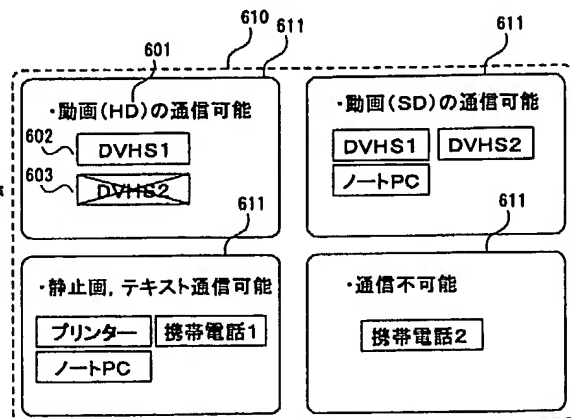 610
611
601
611
・動画(HD)の通信可能
602
DVHS1
603
DVHS2
・動画(SD)の通信可能
DVHS1 DVHS2
ノートPC
611
611
・静止画,テキスト通信可能
プリンター 携帯電話1
ノートPC
・通信不可能
携帯電話2